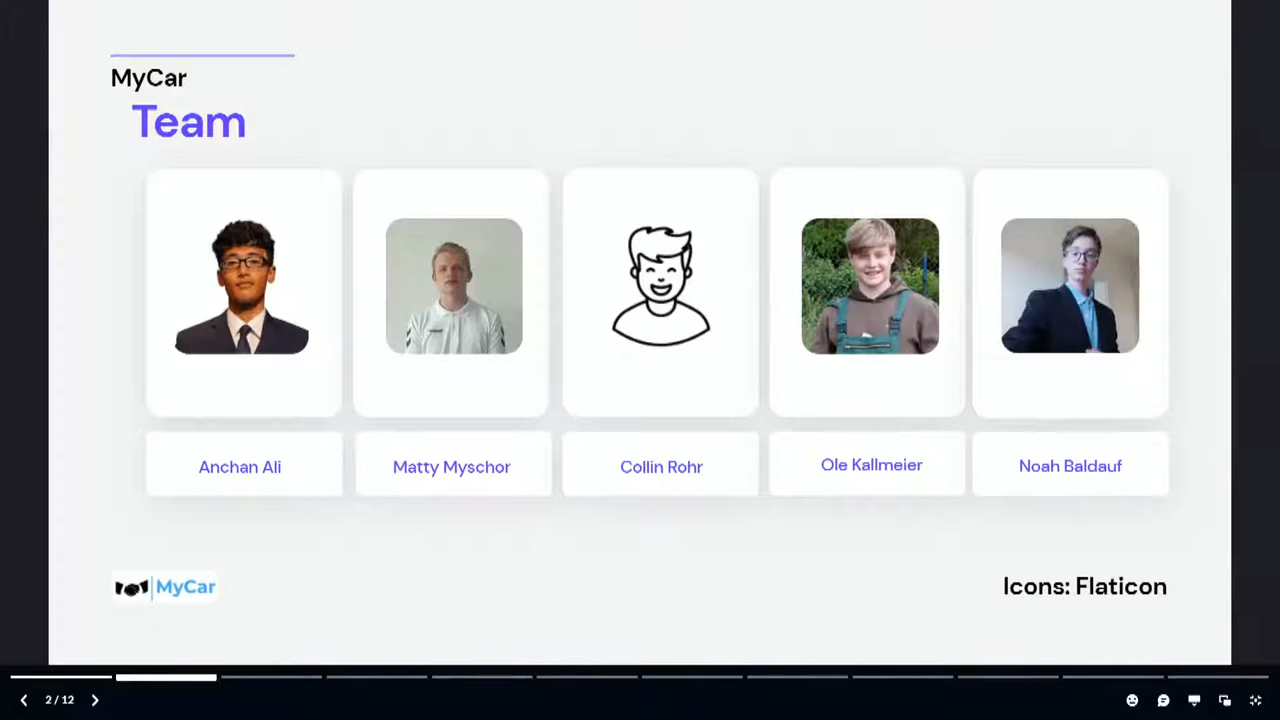 MyCar
Team
Anchan Ali
Matty Myschor
Collin Rohr
Ole Kallmeier
Noah Baldauf
MyCar
Icons: Flaticon
2 / 12